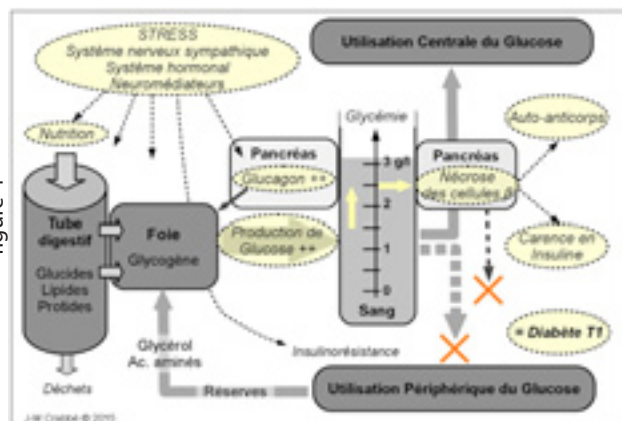 figure 1
STRESS
Système nerveux sympathique
Système hormonal
Neuromédiateurs
Nutrition
Tube
digestif
Glucides
Lipides
Protides
Déchets
Foie
Glycogène
Glycérol
Ac. aminés
Réserves
Pancréas
Glucagon ++
Production de
Glucose ++
Insulinorésistance
Glycémie
3 g/l
2
1
0
Sang
Utilisation Centrale du Glucose
Pancréas
Nécrose
des cellules β
Auto-anticorps
Carence en
Insuline
= Diabète T1
Utilisation Périphérique du Glucose